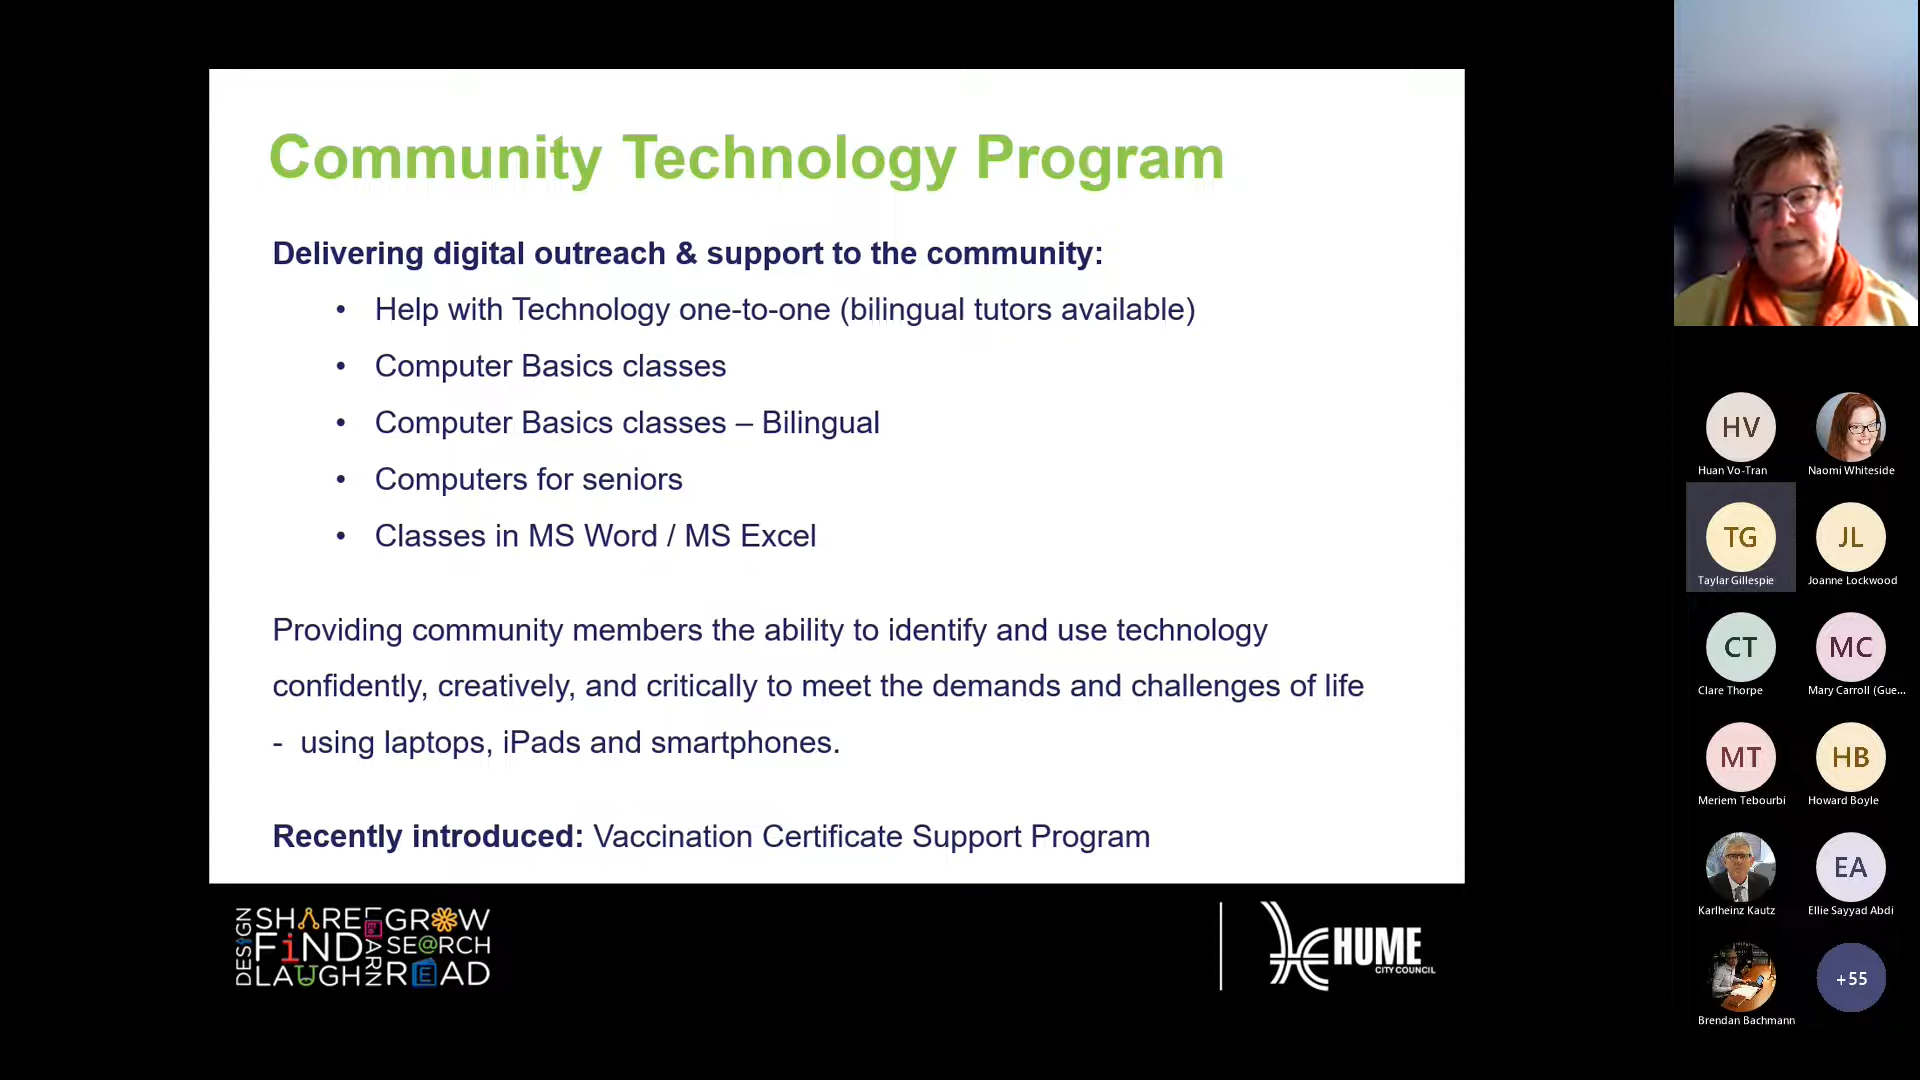 Community Technology Program
Delivering digital outreach & support to the community:
• Help with Technology one-to-one (bilingual tutors available)
• Computer Basics classes
• Computer Basics classes – Bilingual
• Computers for seniors
• Classes in MS Word / MS Excel
Providing community members the ability to identify and use technology
confidently, creatively, and critically to meet the demands and challenges of life
- using laptops, iPads and smartphones.
Recently introduced: Vaccination Certificate Support Program
DESIGN
SHARE
LEARN
GROW
FiND
SE@RCH
LAUGH
READ
HUME
CITY COUNCIL
HV
Huan Vo-Tran
Naomi Whiteside
TG
Taylar Gillespie
JL
Joanne Lockwood
CT
Clare Thorpe
MC
Mary Carroll (Gue...
MT
Meriem Tebourbi
HB
Howard Boyle
Karlheinz Kautz
EA
Ellie Sayyad Abdi
Brendan Bachmann
+55